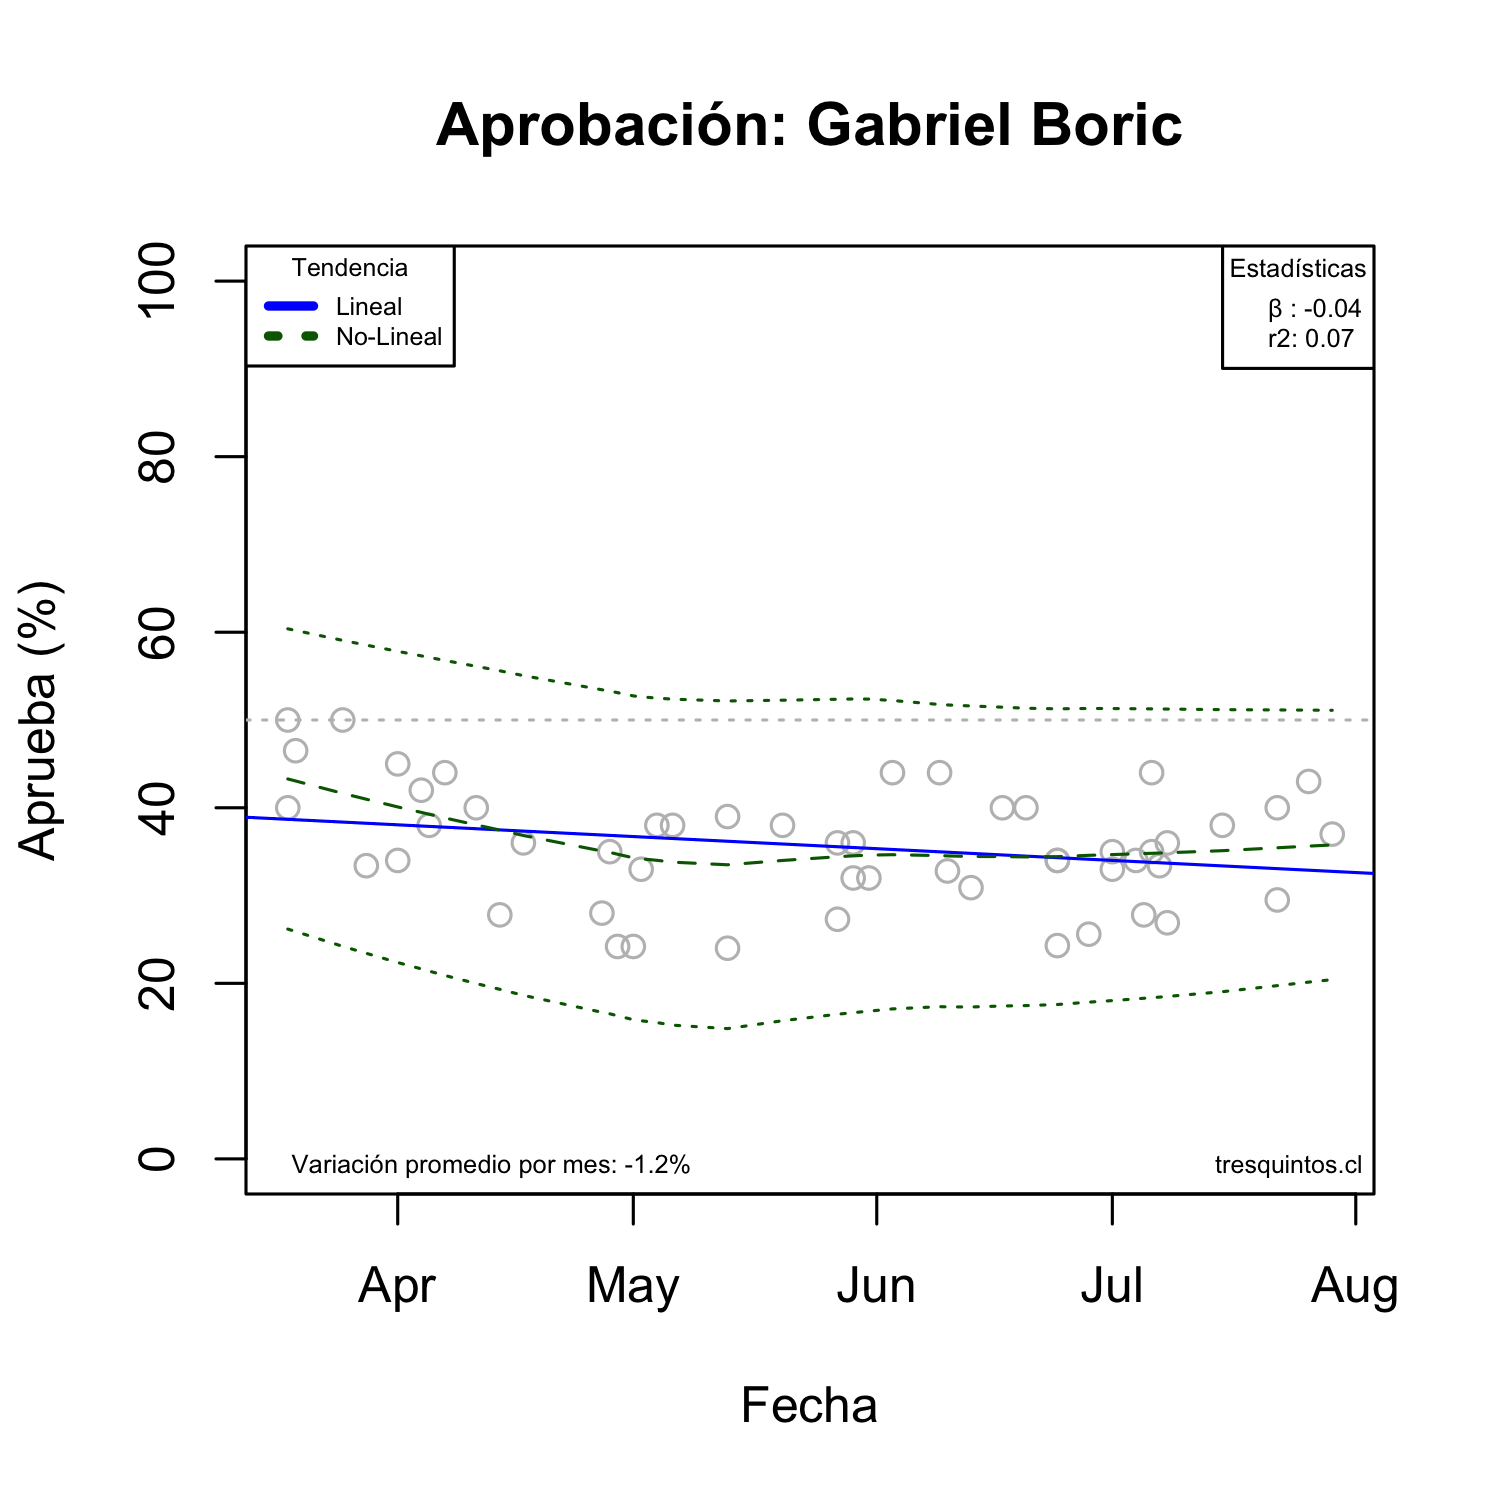 Aprobación: Gabriel Boric
Tendencia
Lineal
No-Lineal
Estadísticas
β : -0.04
r2: 0.07
Aprueba (%)
100
80
60
40
20
0
Variación promedio por mes: -1.2%
tresquintos.cl
Apr May Jun Jul Aug
Fecha